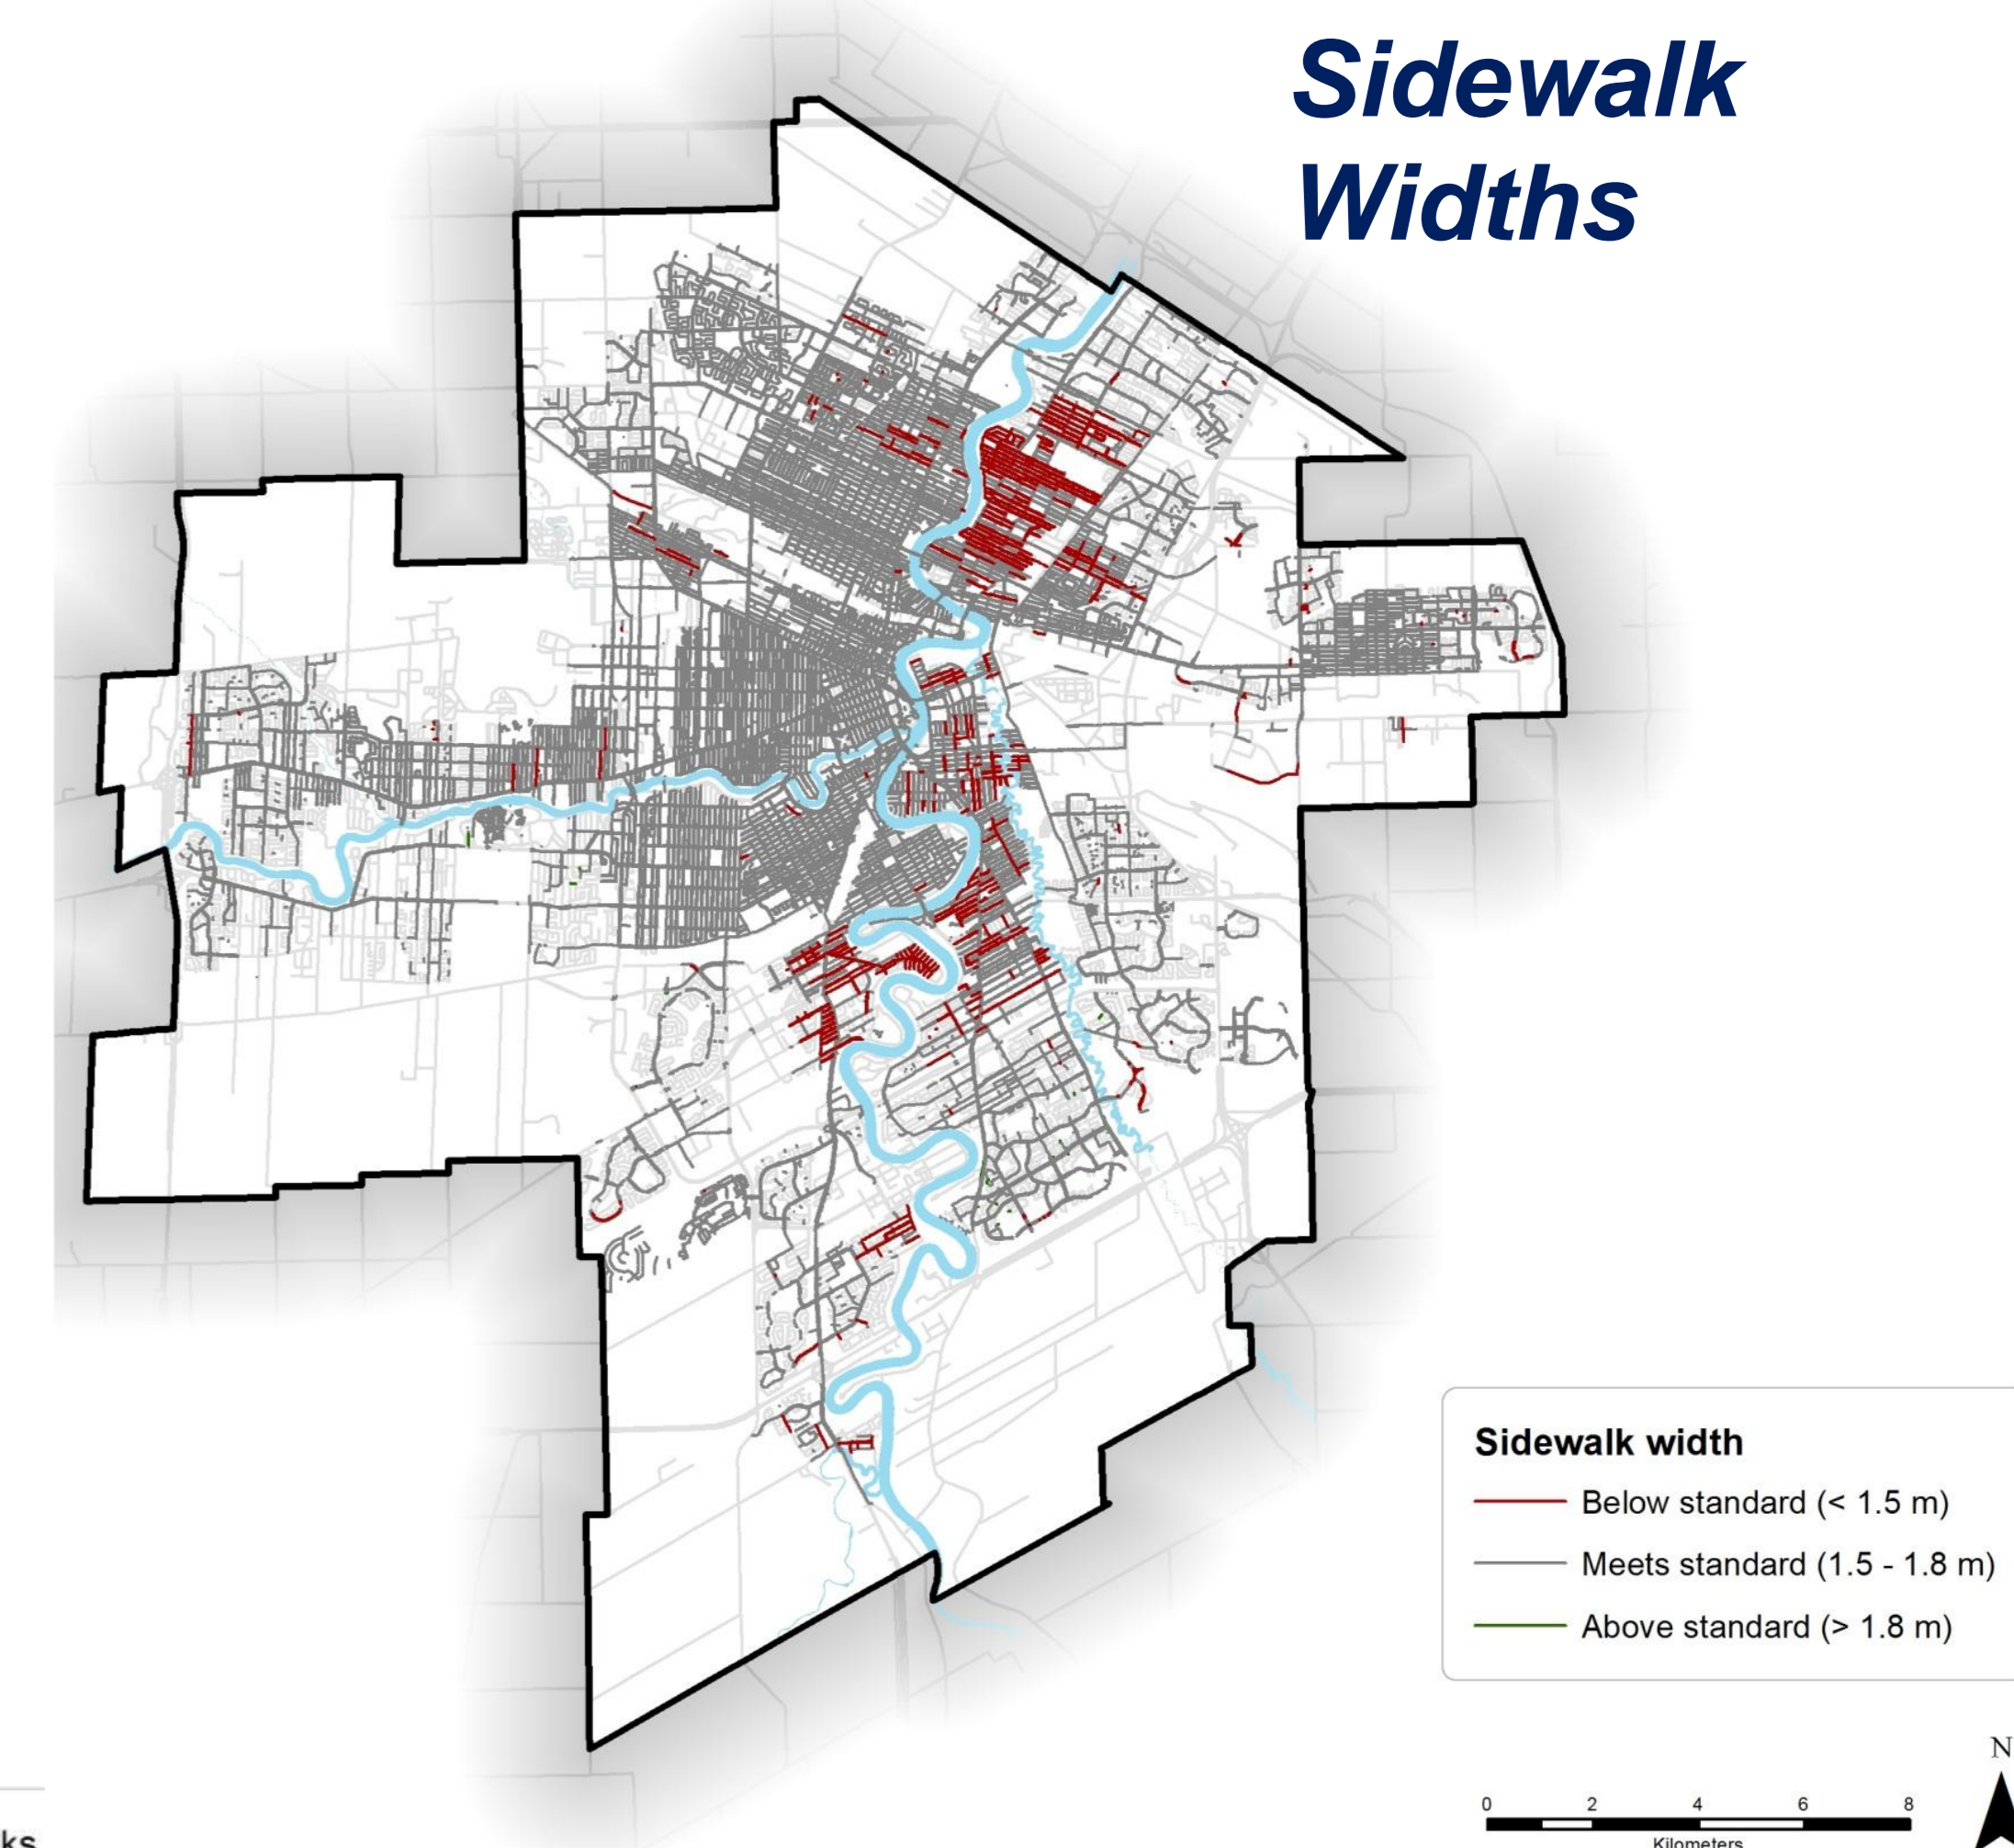 Sidewalk
Widths
Sidewalk width
Below standard (< 1.5 m)
Meets standard (1.5 - 1.8 m)
Above standard (> 1.8 m)
N
0 2 4 6 8
Kilometers
ks